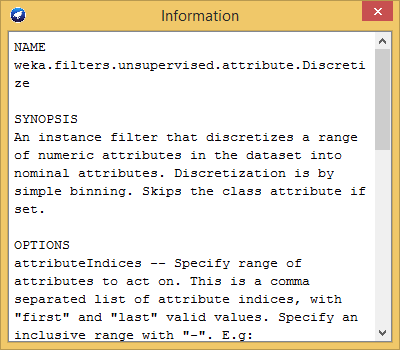 Information
NAME
weka.filters.unsupervised.attribute.Discreti
ze
SYNOPSIS
An instance filter that discretizes a range
of numeric attributes in the dataset into
nominal attributes. Discretization is by
simple binning. Skips the class attribute if
set.
OPTIONS
attributeIndices -- Specify range of
attributes to act on. This is a comma
separated list of attribute indices, with
"first" and "last" valid values. Specify an
inclusive range with "-". E.g: